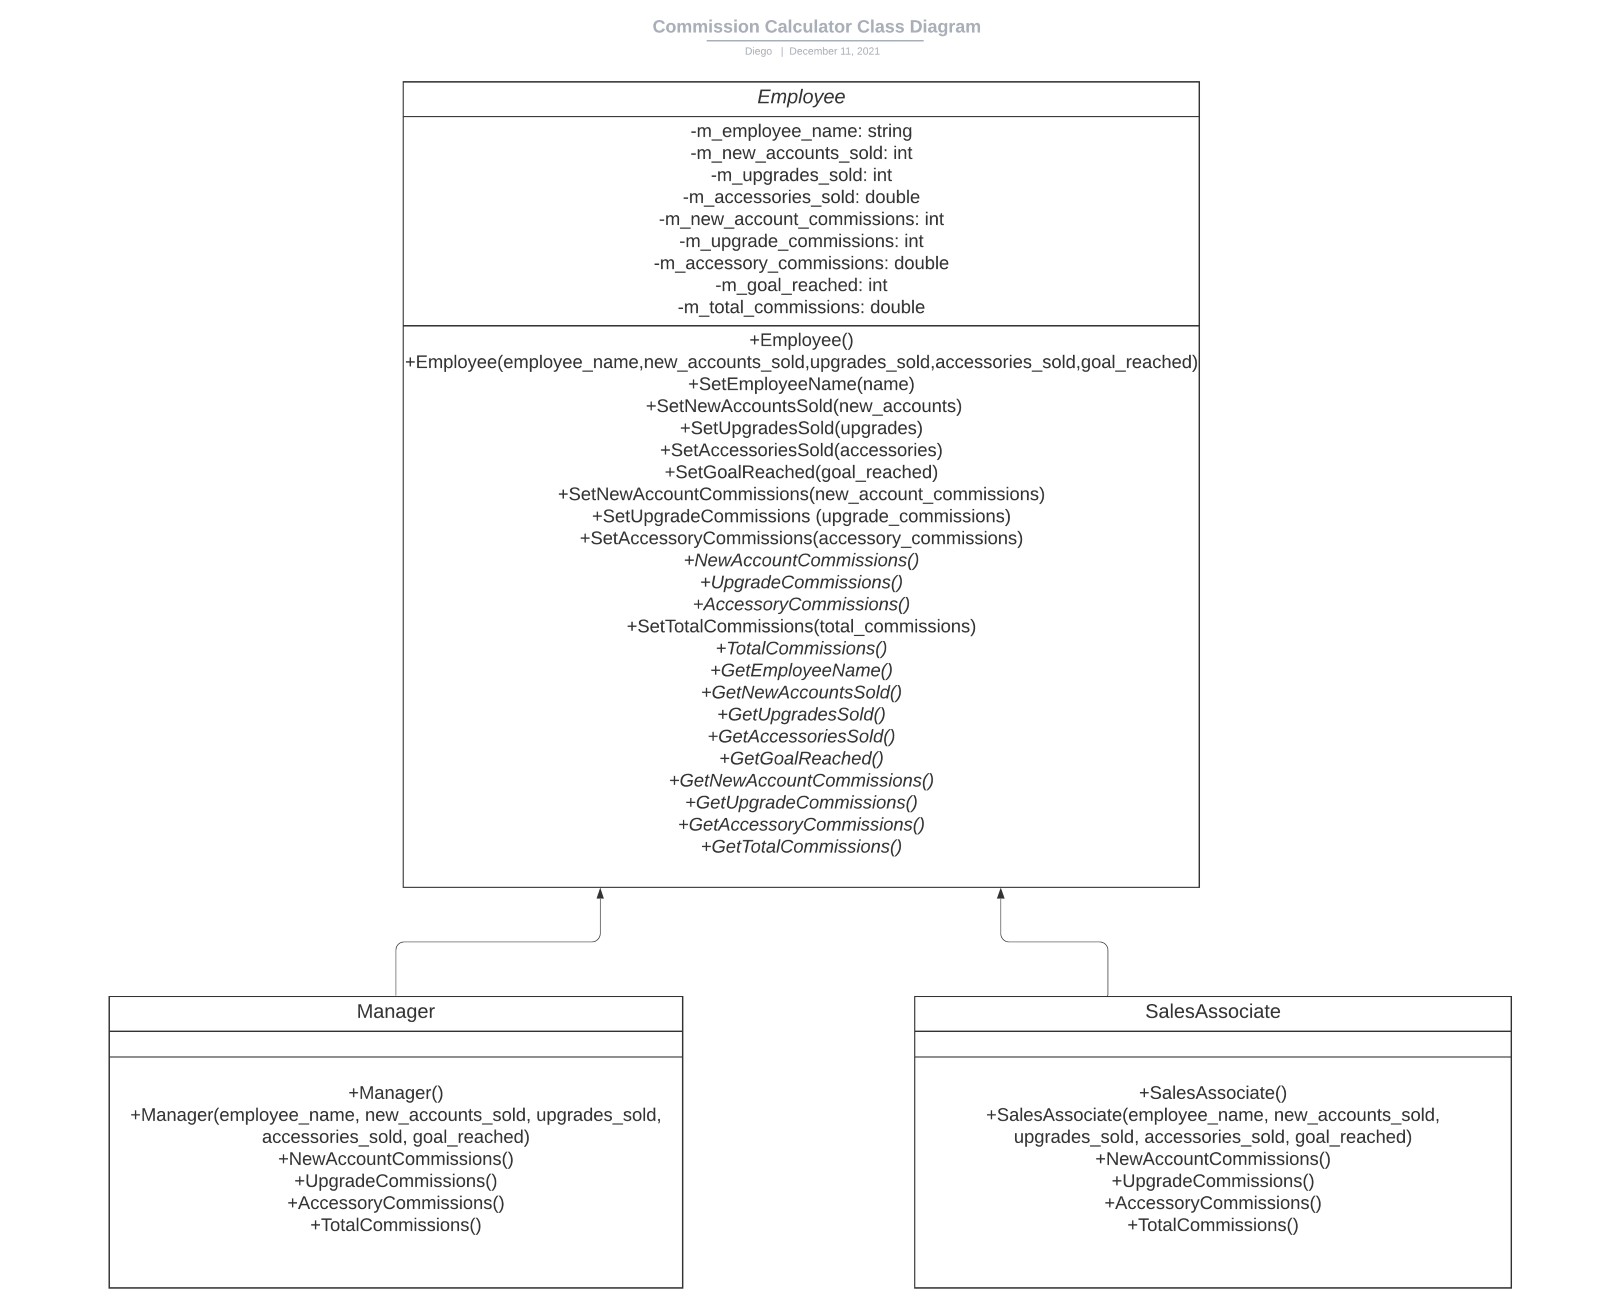 Commission Calculator Class Diagram
Diego | December 11, 2021
Employee
-m_employee_name: string
-m_new_accounts_sold: int
-m_upgrades_sold: int
-m_accessories_sold: double
-m_new_account_commissions: int
-m_upgrade_commissions: int
-m_accessory_commissions: double
-m_goal_reached: int
-m_total_commissions: double
+Employee()
+Employee(employee_name,new_accounts_sold,upgrades_sold,accessories_sold,goal_reached)
+SetEmployeeName(name)
+SetNewAccountsSold(new_accounts)
+SetUpgradesSold(upgrades)
+SetAccessoriesSold(accessories)
+SetGoalReached(goal_reached)
+SetNewAccountCommissions(new_account_commissions)
+SetUpgradeCommissions (upgrade_commissions)
+SetAccessoryCommissions(accessory_commissions)
+NewAccountCommissions()
+UpgradeCommissions()
+AccessoryCommissions()
+SetTotalCommissions(total_commissions)
+TotalCommissions()
+GetEmployeeName()
+GetNewAccountsSold()
+GetUpgradesSold()
+GetAccessoriesSold()
+GetGoalReached()
+GetNewAccountCommissions()
+GetUpgradeCommissions()
+GetAccessoryCommissions()
+GetTotalCommissions()
Manager
+Manager()
+Manager(employee_name, new_accounts_sold, upgrades_sold,
accessories_sold, goal_reached)
+NewAccountCommissions()
+UpgradeCommissions()
+AccessoryCommissions()
+TotalCommissions()
SalesAssociate
+SalesAssociate()
+SalesAssociate(employee_name, new_accounts_sold,
upgrades_sold, accessories_sold, goal_reached)
+NewAccountCommissions()
+UpgradeCommissions()
+AccessoryCommissions()
+TotalCommissions()